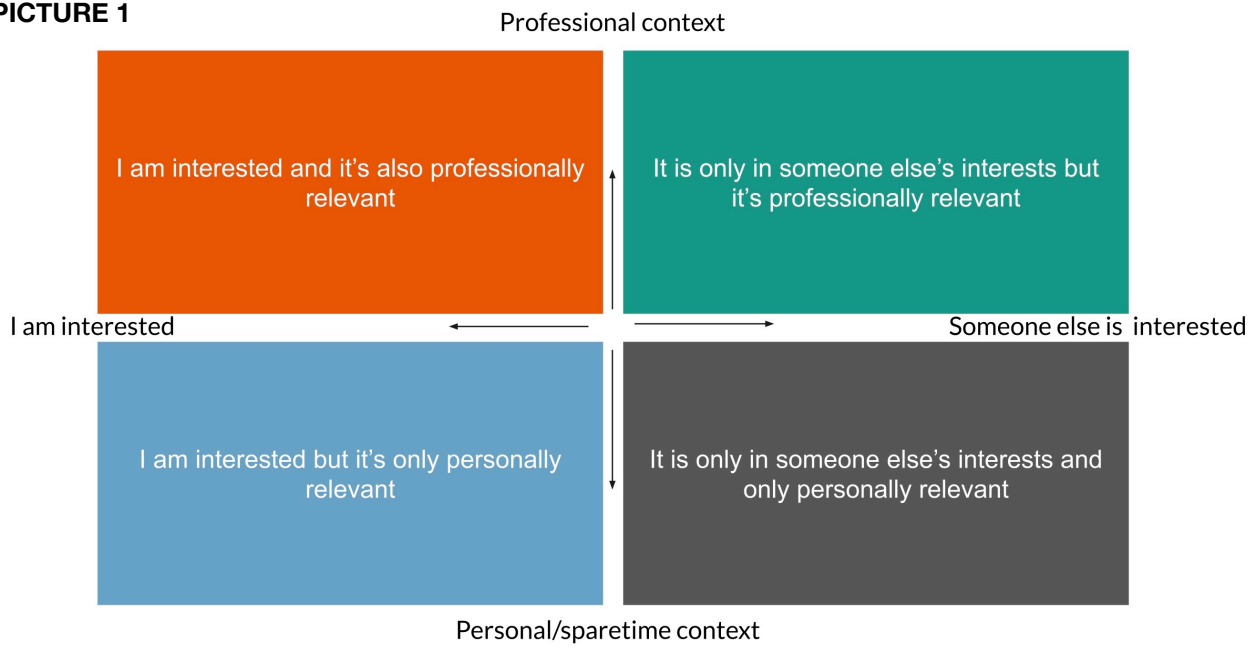 PICTURE 1
Professional context
I am interested and it's also professionally
relevant
It is only in someone else's interests but
it's professionally relevant
I am interested
Someone else is interested
I am interested but it's only personally
relevant
It is only in someone else's interests and
only personally relevant
Personal/sparetime context